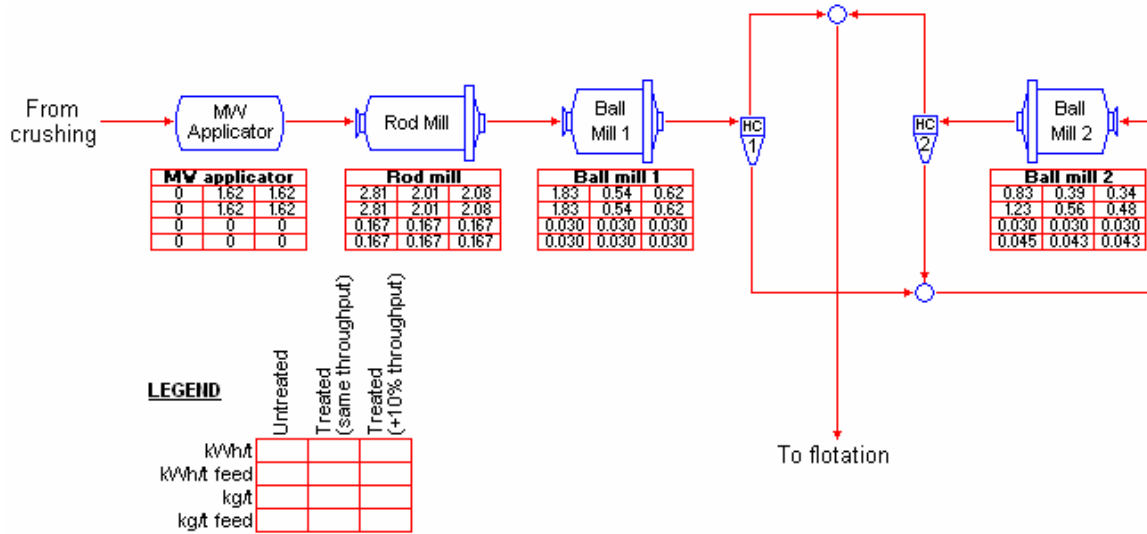 From
crushing
MW
Applicator
Rod Mill
Ball
Mill 1
HC
1
HC
2
Ball
Mill 2
MW applicator
0 1.62 1.62
0 1.62 1.62
0 0 0
0 0 0
Rod mill
2.81 2.01 2.08
2.81 2.01 2.08
0.167 0.167 0.167
0.167 0.167 0.167
Ball mill 1
1.83 0.54 0.62
1.83 0.54 0.62
0.030 0.030 0.030
0.030 0.030 0.030
Ball mill 2
0.83 0.39 0.34
1.23 0.56 0.48
0.030 0.030 0.030
0.045 0.043 0.043
LEGEND
Untreated
Treated
(same throughput)
Treated
(+10% throughput)
kWh/t
kWh/t feed
kg/t
kg/t feed
To flotation